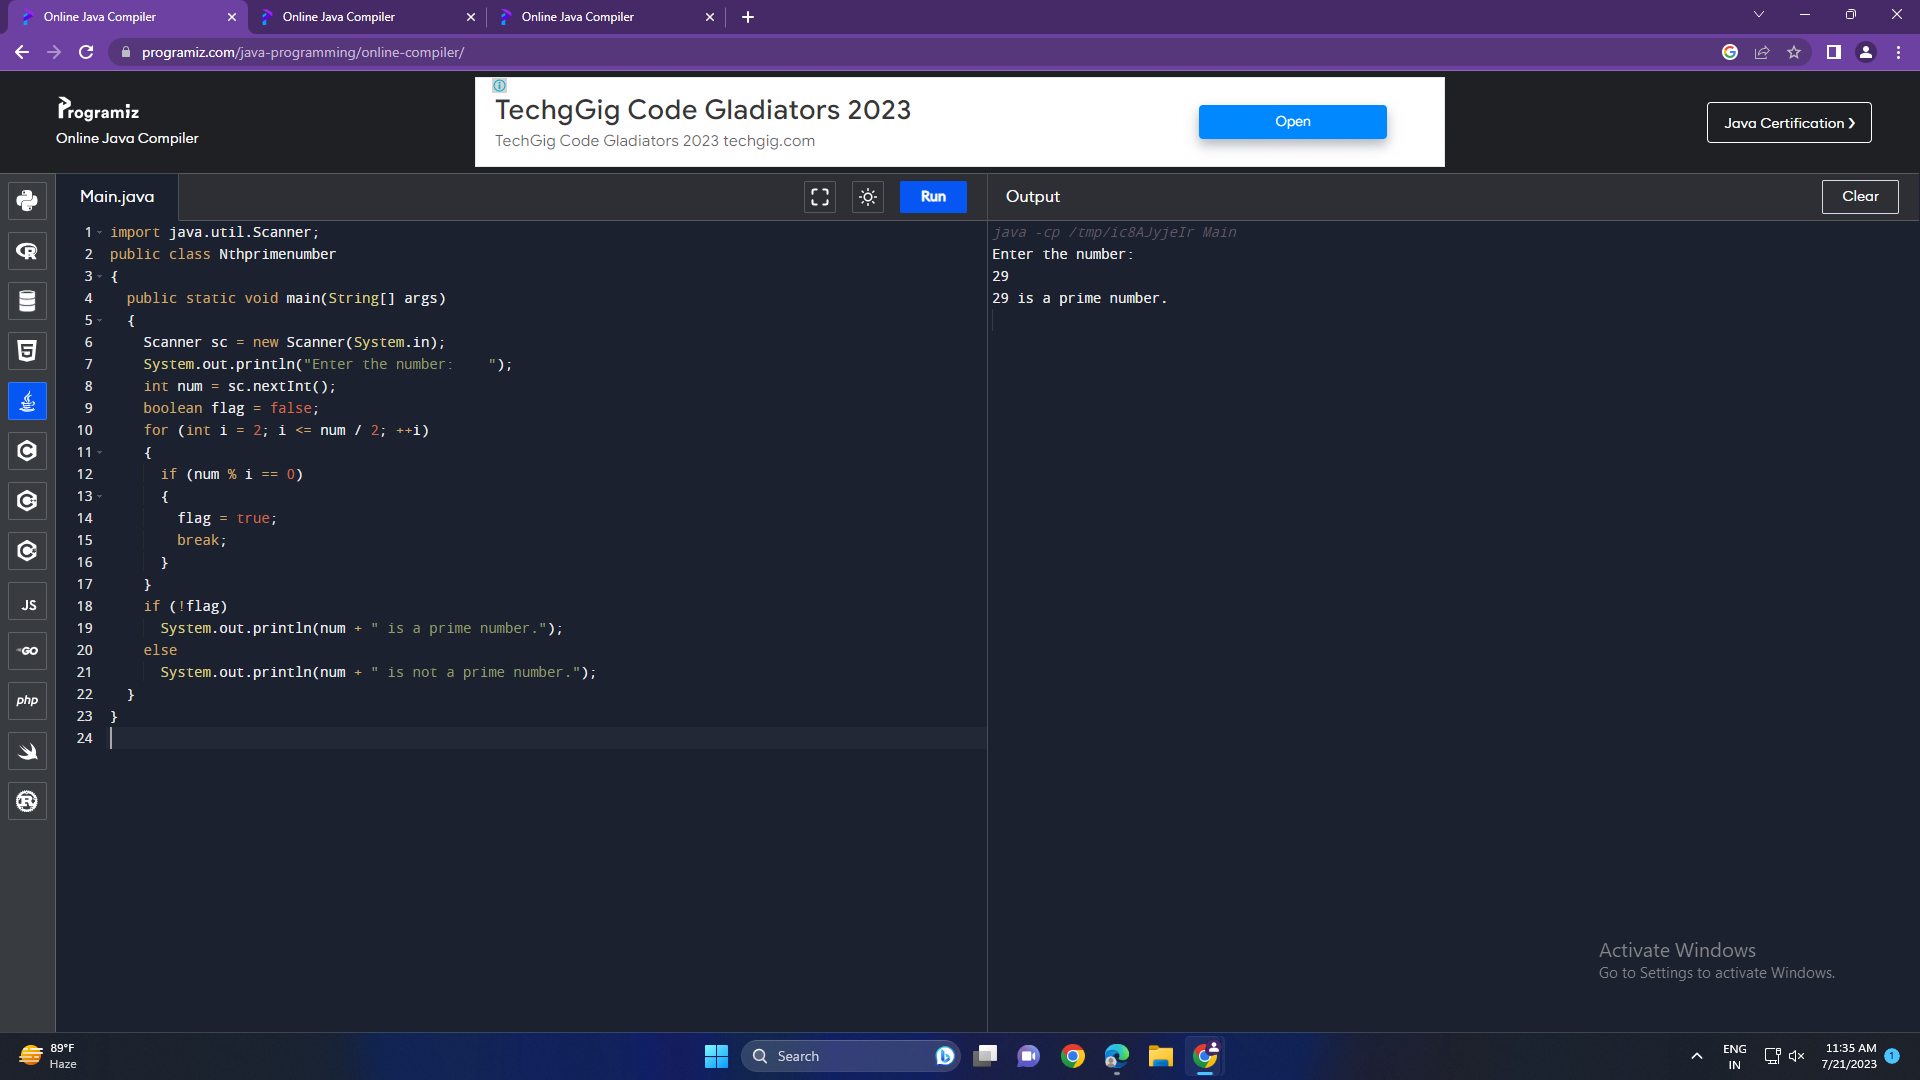 Online Java Compiler
Online Java Compiler
Online Java Compiler
programiz.com/java-programming/online-compiler/
Programiz
Online Java Compiler
TechgGig Code Gladiators 2023
TechGig Code Gladiators 2023 techgig.com
Open
Java Certification ❯
Main.java
Run
Output
Clear
1 import java.util.Scanner;
2 public class Nthprimenumber
3 {
4   public static void main(String[] args)
5   {
6     Scanner sc = new Scanner(System.in);
7     System.out.println("Enter the number:    ");
8     int num = sc.nextInt();
9     boolean flag = false;
10     for (int i = 2; i <= num / 2; ++i)
11     {
12       if (num % i == 0)
13       {
14         flag = true;
15         break;
16       }
17     }
18     if (!flag)
19       System.out.println(num + " is a prime number.");
20     else
21       System.out.println(num + " is not a prime number.");
22   }
23 }
24
java -cp /tmp/ic8AJyjeIr Main
Enter the number:
29
29 is a prime number.
JS
GO
php
Activate Windows
Go to Settings to activate Windows.
89°F
Haze
Search
ENG
IN
11:35 AM
7/21/2023
1